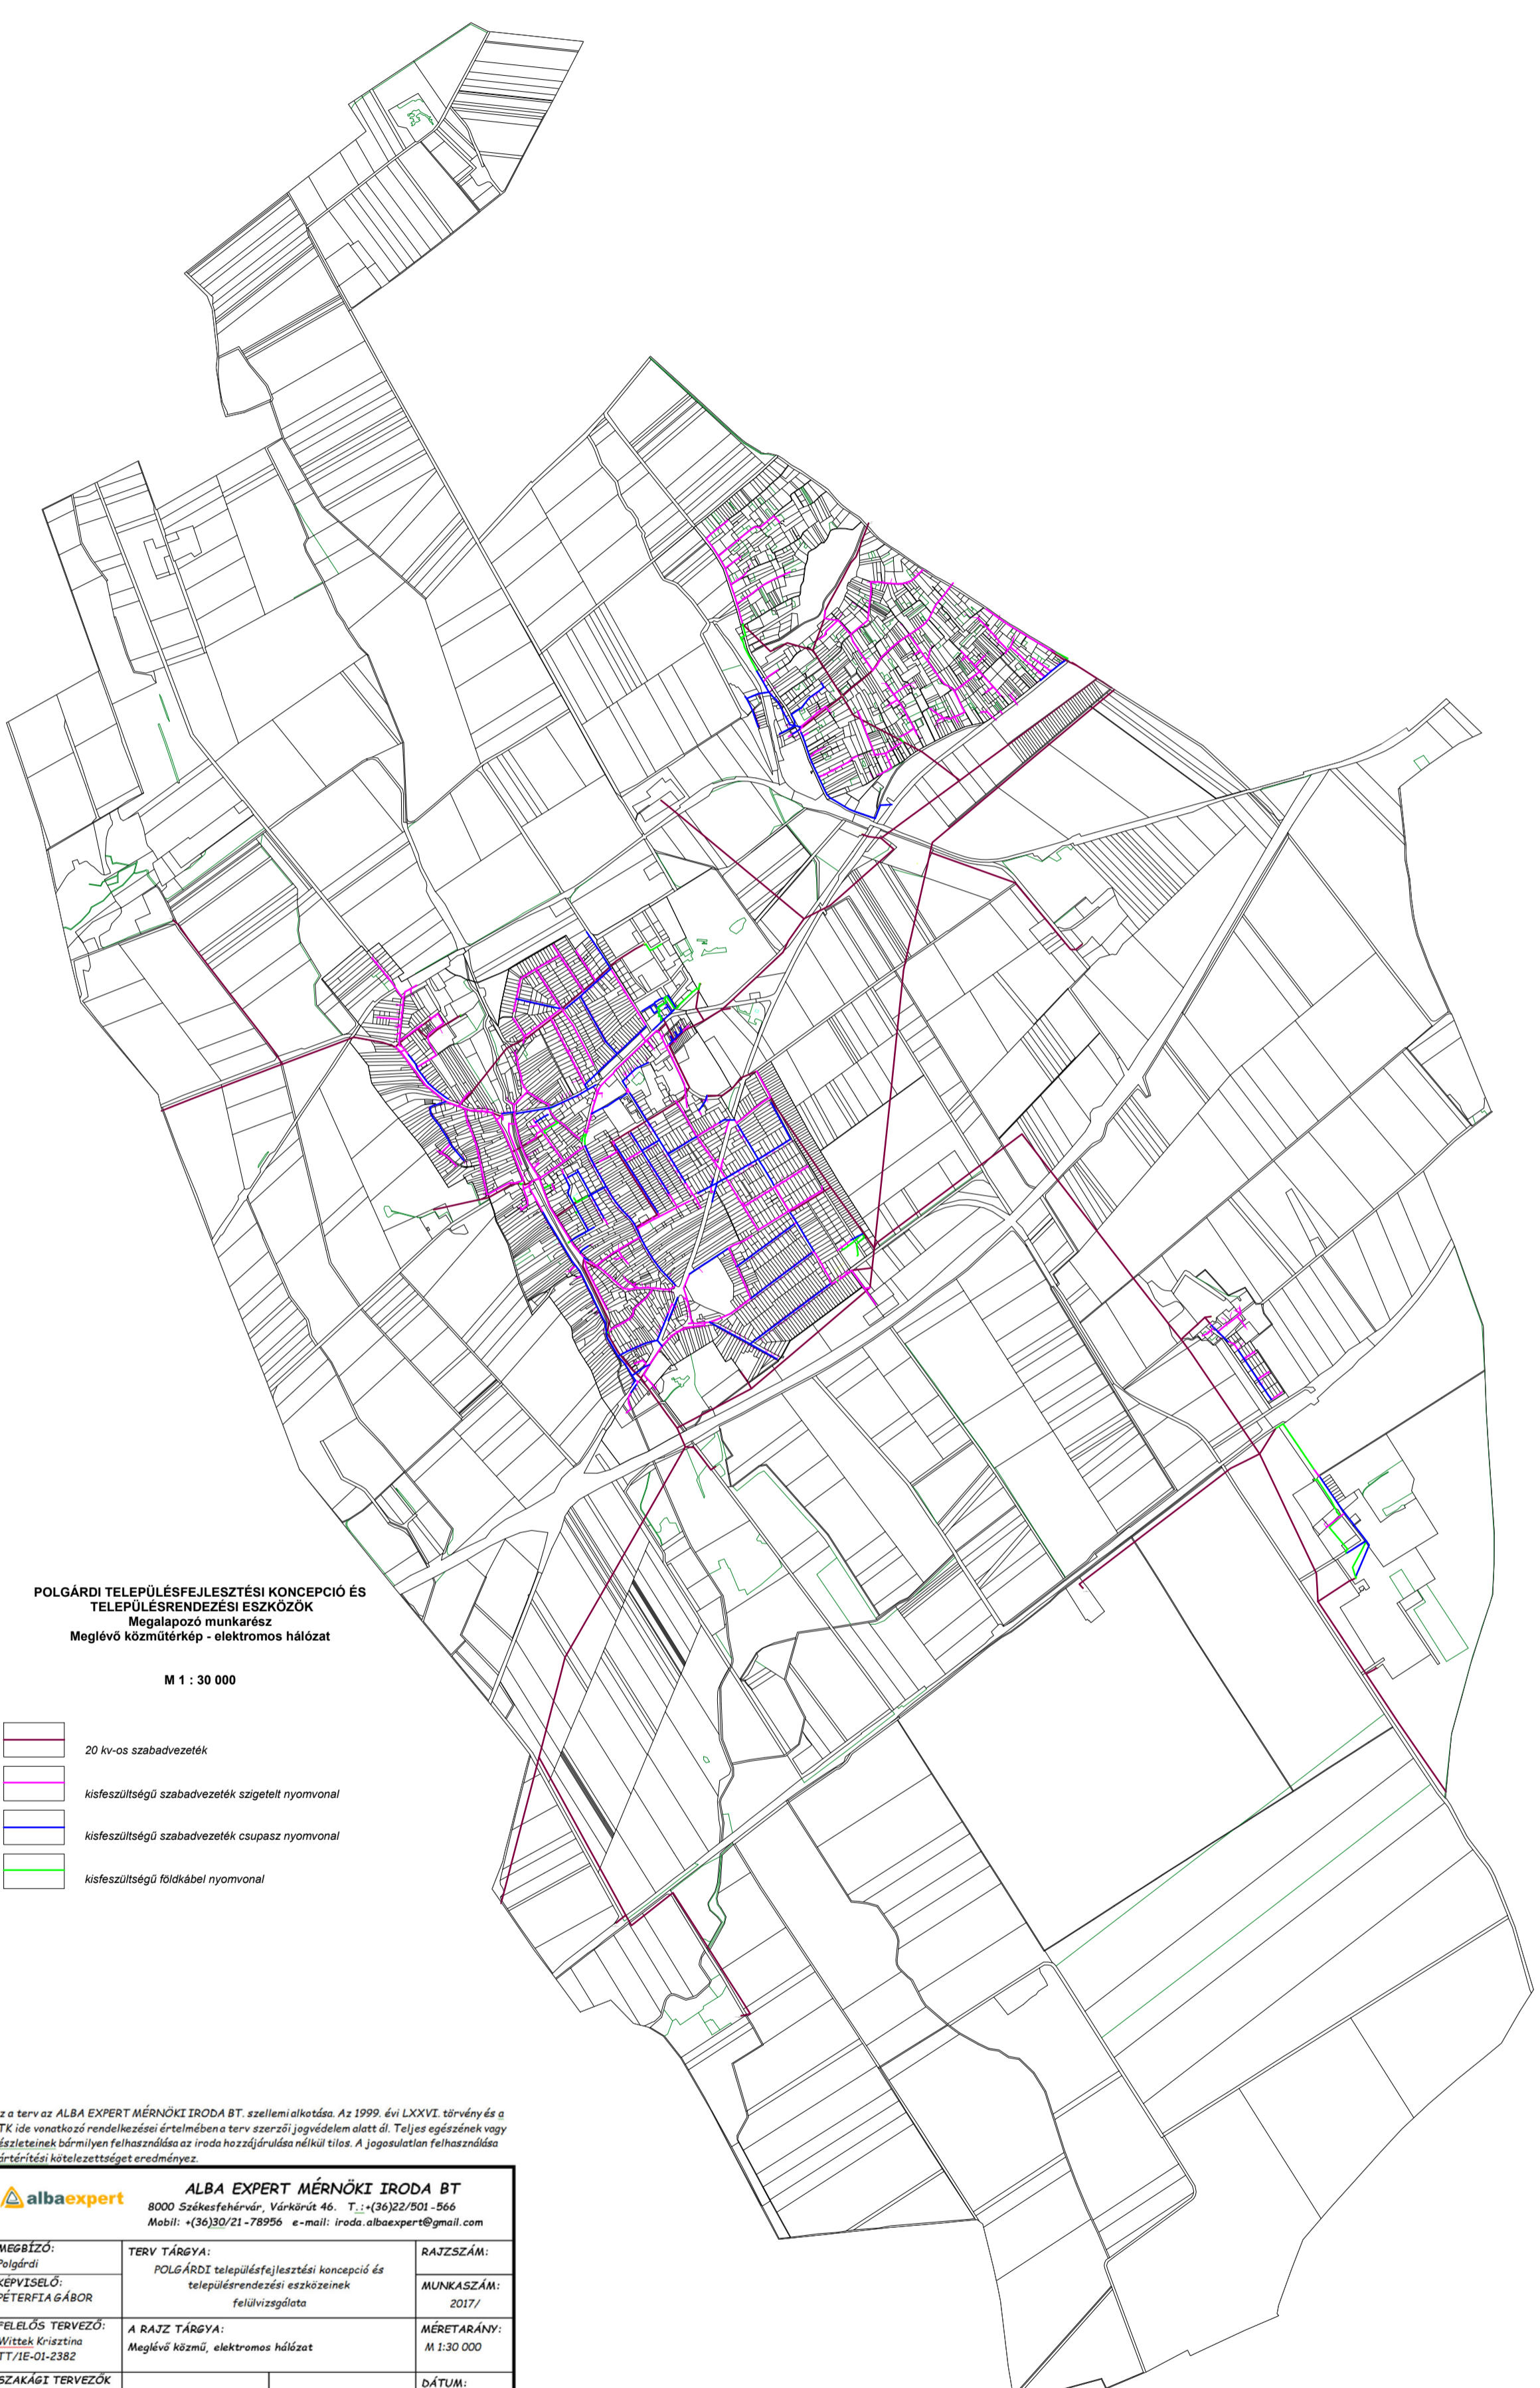 POLGÁRDI TELEPÜLÉSFEJLESZTÉSI KONCEPCIÓ ÉS
TELEPÜLÉSRENDEZÉSI ESZKÖZÖK
Megalapozó munkarész
Meglévő közműtérkép - elektromos hálózat
M 1 : 30 000
20 kv-os szabadvezeték
kisfeszültségű szabadvezeték szigetelt nyomvonal
kisfeszültségű szabadvezeték csupasz nyomvonal
kisfeszültségű földkábel nyomvonal
z a terv az ALBA EXPERT MÉRNÖKI IRODA BT. szellemi alkotása. Az 1999. évi LXXVI. törvény és a
TK ide vonatkozó rendelkezései értelmében a terv szerzői jogvédelem alatt ál. Teljes egészének vagy
észleteinek bármilyen felhasználása az iroda hozzájárulása nélkül tilos. A jogosulatlan felhasználása
ártérítési kötelezettséget eredményez.
albaexpert
ALBA EXPERT MÉRNÖKI IRODA BT
8000 Székesfehérvár, Várkörút 46. T.:+(36)22/501-566
Mobil: +(36)30/21-78956 e-mail: iroda.albaexpert@gmail.com
MEGBÍZÓ:
Polgárdi
KÉPVISELŐ:
PÉTERFIA GÁBOR
TERV TÁRGYA:
POLGÁRDI településfejlesztési koncepció és
településrendezési eszközeinek
felülvizsgálata
RAJZSZÁM:
MUNKASZÁM:
2017/
FELELŐS TERVEZŐ:
Wittek Krisztina
TT/1E-01-2382
A RAJZ TÁRGYA:
Meglévő közmű, elektromos hálózat
MÉRETARÁNY:
M 1:30 000
SZAKÁGI TERVEZŐK
DÁTUM: